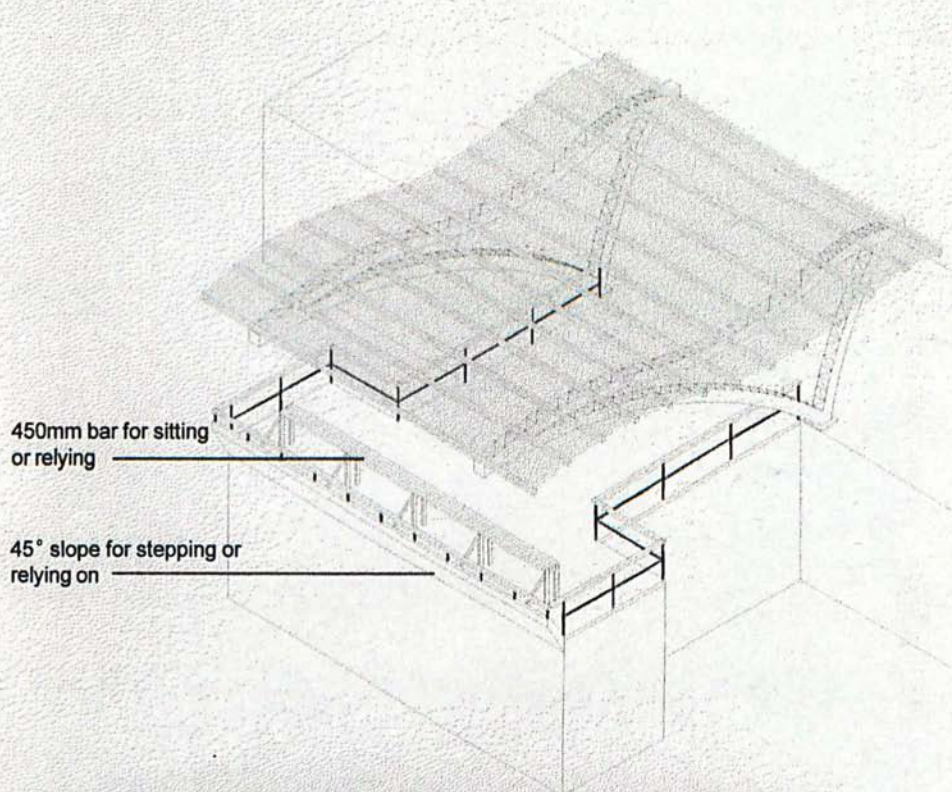 450mm bar for sitting
or relying
45° slope for stepping or
relying on